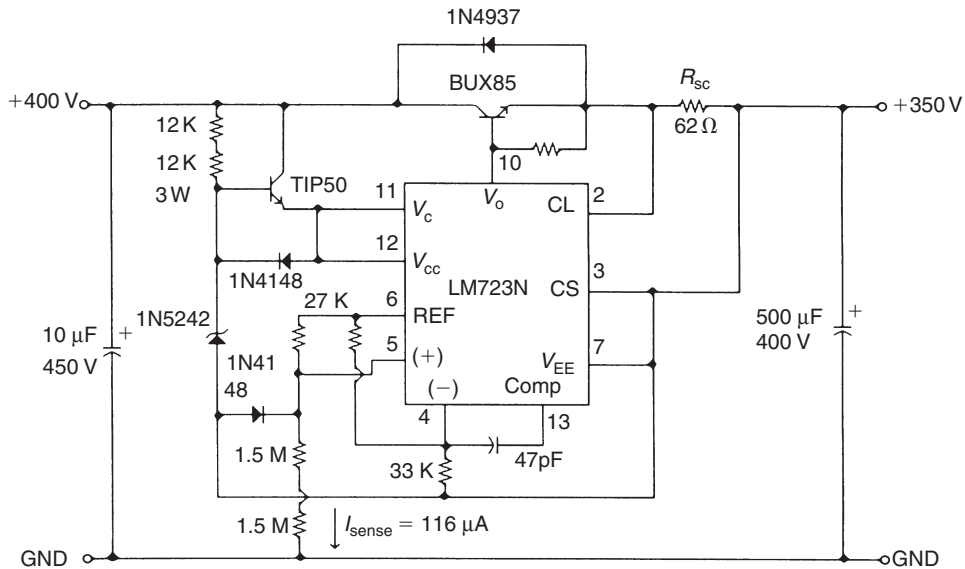 1N4937
BUX85
R_sc
+400 V
+350 V
62 Ω
12 K
12 K
3 W
TIP50
10
11
V_o
2
V_c
CL
12
3
V_cc
1N4148
LM723N
CS
27 K
6
REF
1N5242
10 μF
450 V
+
5
(+)
1N41
48
7
V_EE
500 μF
400 V
+
(−)
Comp
4
13
1.5 M
33 K
47pF
1.5 M
I_sense = 116 μA
GND
GND